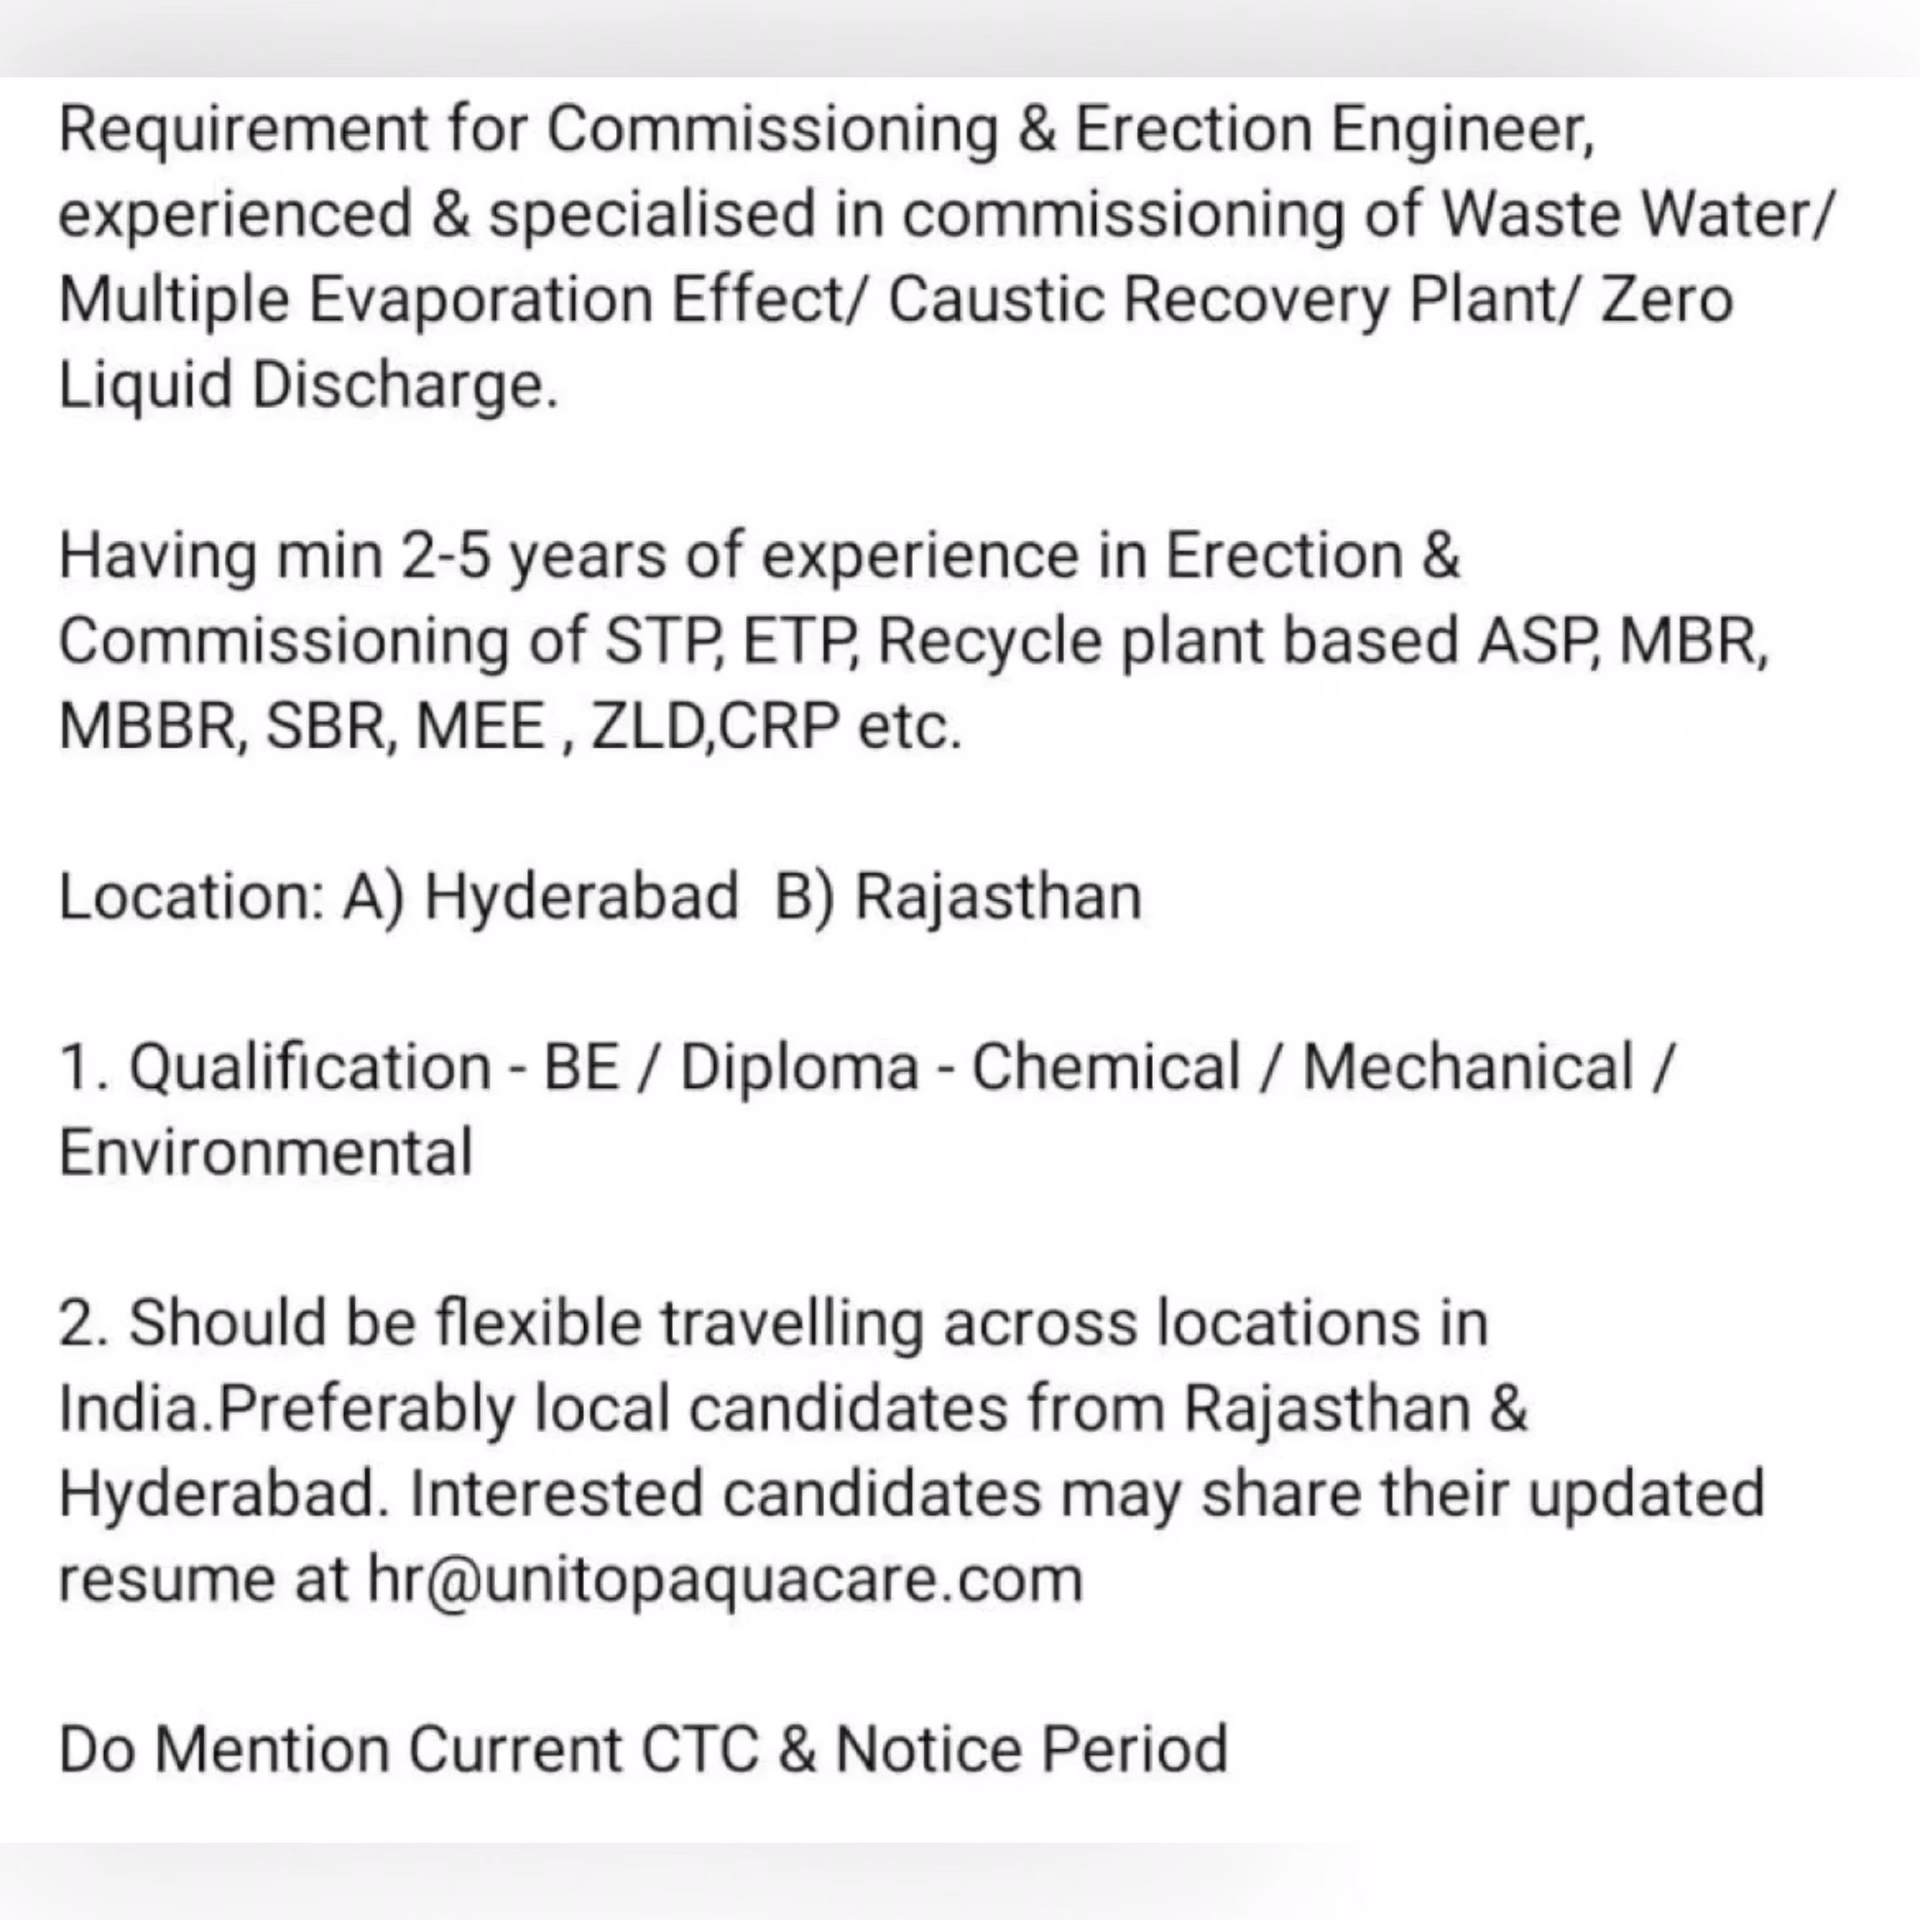 Requirement for Commissioning & Erection Engineer,
experienced & specialised in commissioning of Waste Water/
Multiple Evaporation Effect/ Caustic Recovery Plant/ Zero
Liquid Discharge.
Having min 2-5 years of experience in Erection &
Commissioning of STP, ETP, Recycle plant based ASP, MBR,
MBBR, SBR, MEE , ZLD,CRP etc.
Location: A) Hyderabad  B) Rajasthan
1. Qualification - BE / Diploma - Chemical / Mechanical /
Environmental
2. Should be flexible travelling across locations in
India.Preferably local candidates from Rajasthan &
Hyderabad. Interested candidates may share their updated
resume at hr@unitopaquacare.com
Do Mention Current CTC & Notice Period